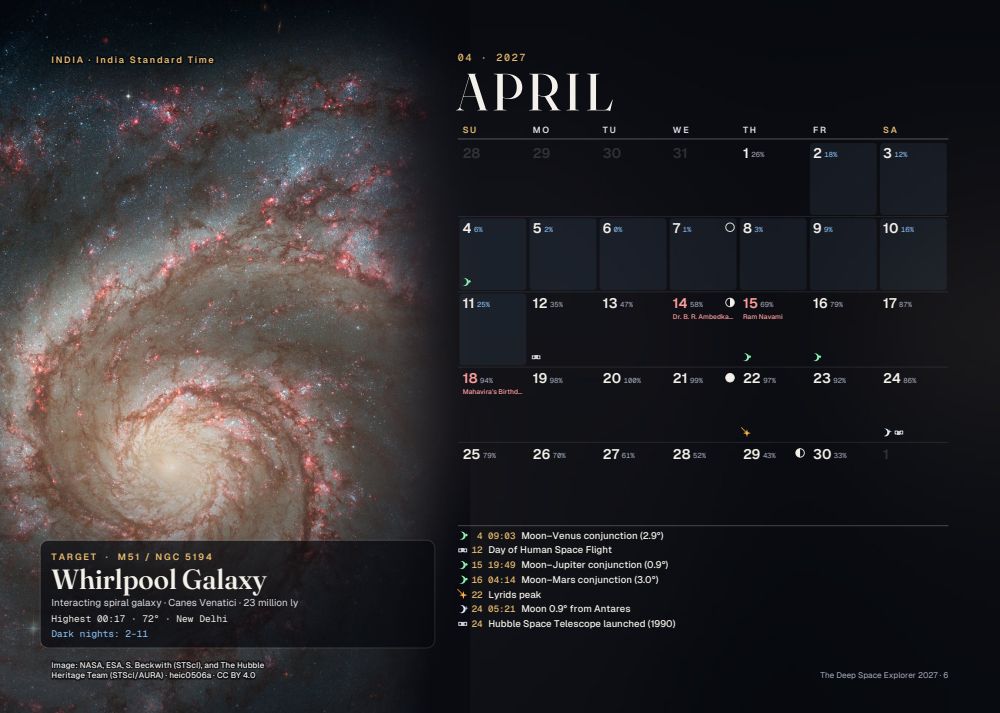 INDIA · India Standard Time
04 · 2027
APRIL
SU MO TU WE TH FR SA
28 29 30 31 1 26% 2 18% 3 12%
4 6% 5 2% 6 0% 7 1% 8 3% 9 9% 10 16%
11 25% 12 35% 13 47% 14 58% 15 69% 16 79% 17 87%
Dr. B. R. Ambedka... Ram Navami
18 94% 19 98% 20 100% 21 99% 22 97% 23 92% 24 86%
Mahavira's Birthd...
25 79% 26 70% 27 61% 28 52% 29 43% 30 33% 1
4 09:03 Moon–Venus conjunction (2.9°)
12 Day of Human Space Flight
15 19:49 Moon–Jupiter conjunction (0.9°)
16 04:14 Moon–Mars conjunction (3.0°)
22 Lyrids peak
24 05:21 Moon 0.9° from Antares
24 Hubble Space Telescope launched (1990)
TARGET · M51 / NGC 5194
Whirlpool Galaxy
Interacting spiral galaxy · Canes Venatici · 23 million ly
Highest 00:17 · 72° · New Delhi
Dark nights: 2–11
Image: NASA, ESA, S. Beckwith (STScI), and The Hubble
Heritage Team (STScI/AURA) · heic0506a · CC BY 4.0
The Deep Space Explorer 2027 · 6